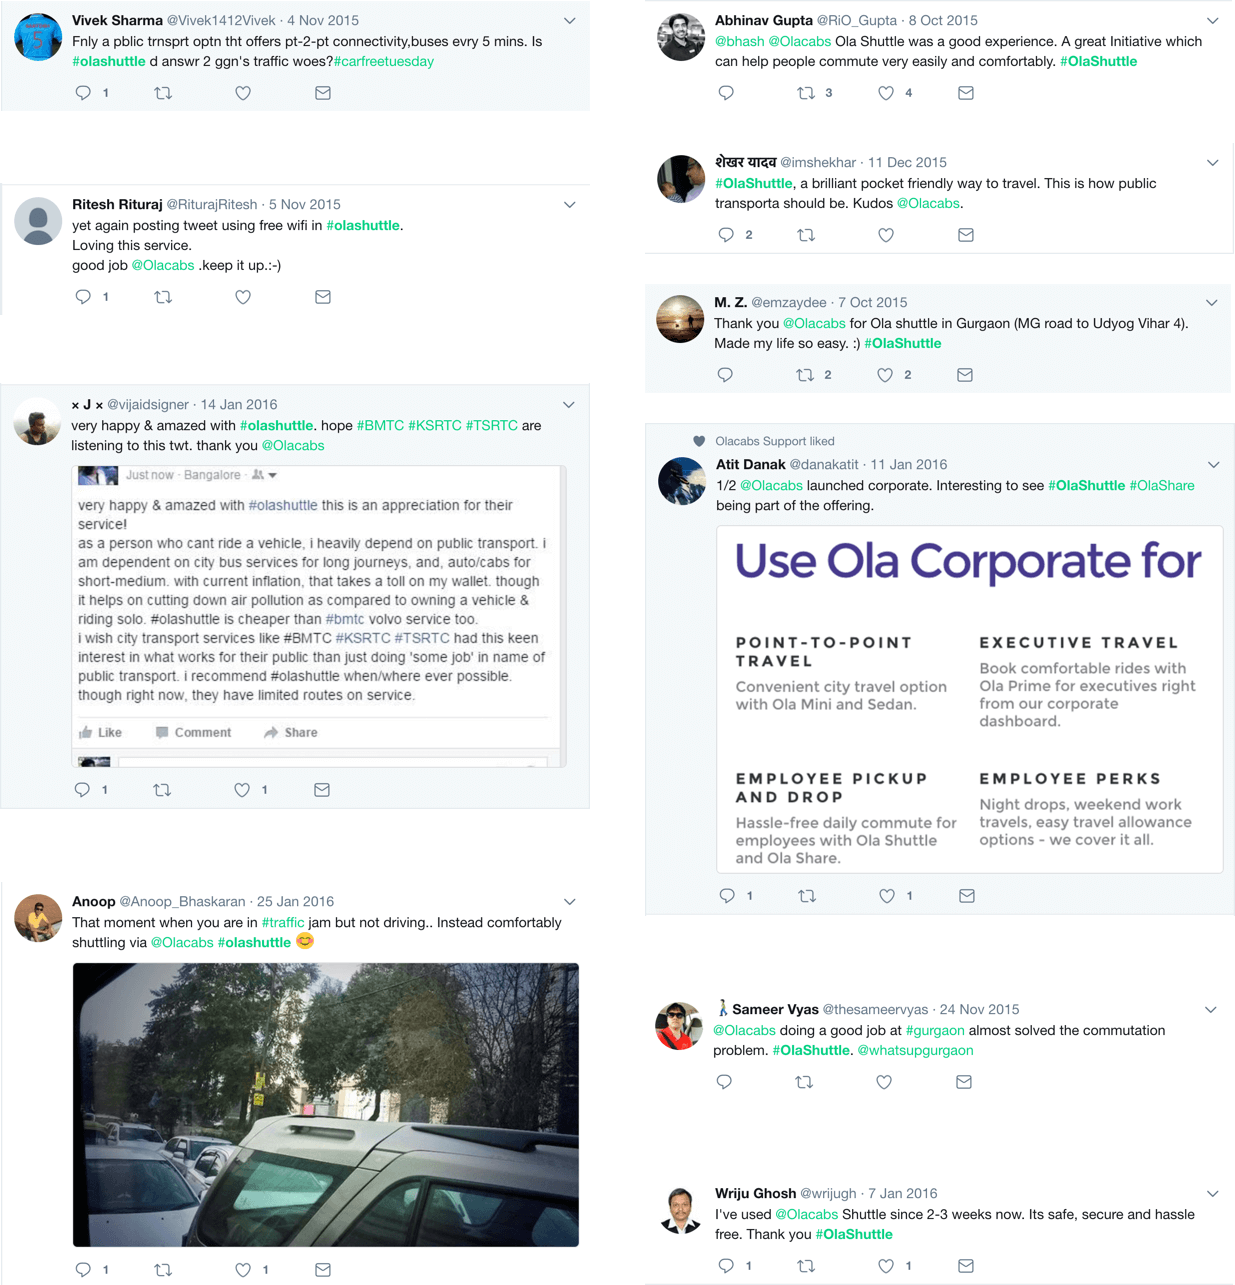 Vivek Sharma @Vivek1412Vivek · 4 Nov 2015
Fnly a pblic trnsprt optn tht offers pt-2-pt connectivity,buses evry 5 mins. Is
#olashuttle d answr 2 ggn's traffic woes?#carfreetuesday
1
Ritesh Rituraj @RiturajRitesh · 5 Nov 2015
yet again posting tweet using free wifi in #olashuttle.
Loving this service.
good job @Olacabs .keep it up.:-)
1
× J × @vijaidsigner · 14 Jan 2016
very happy & amazed with #olashuttle. hope #BMTC #KSRTC #TSRTC are
listening to this twt. thank you @Olacabs
Just now · Bangalore ·
very happy & amazed with #olashuttle this is an appreciation for their
service!
as a person who cant ride a vehicle, i heavily depend on public transport. i
am dependent on city bus services for long journeys, and, auto/cabs for
short-medium. with current inflation, that takes a toll on my wallet. though
it helps on cutting down air pollution as compared to owning a vehicle &
riding solo. #olashuttle is cheaper than #bmtc volvo service too.
i wish city transport services like #BMTC #KSRTC #TSRTC had this keen
interest in what works for their public than just doing 'some job' in name of
public transport. i recommend #olashuttle when/where ever possible.
though right now, they have limited routes on service.
Like Comment Share
1 1
Anoop @Anoop_Bhaskaran · 25 Jan 2016
That moment when you are in #traffic jam but not driving.. Instead comfortably
shuttling via @Olacabs #olashuttle 😊
1 1
Abhinav Gupta @RiO_Gupta · 8 Oct 2015
@bhash @Olacabs Ola Shuttle was a good experience. A great Initiative which
can help people commute very easily and comfortably. #OlaShuttle
3 4
शेखर यादव @imshekhar · 11 Dec 2015
#OlaShuttle, a brilliant pocket friendly way to travel. This is how public
transporta should be. Kudos @Olacabs.
2
M. Z. @emzaydee · 7 Oct 2015
Thank you @Olacabs for Ola shuttle in Gurgaon (MG road to Udyog Vihar 4).
Made my life so easy. :) #OlaShuttle
2 2
Olacabs Support liked
Atit Danak @danakatit · 11 Jan 2016
1/2 @Olacabs launched corporate. Interesting to see #OlaShuttle #OlaShare
being part of the offering.
Use Ola Corporate for
POINT-TO-POINT
TRAVEL
Convenient city travel option
with Ola Mini and Sedan.
EXECUTIVE TRAVEL
Book comfortable rides with
Ola Prime for executives right
from our corporate
dashboard.
EMPLOYEE PICKUP
AND DROP
Hassle-free daily commute for
employees with Ola Shuttle
and Ola Share.
EMPLOYEE PERKS
Night drops, weekend work
travels, easy travel allowance
options - we cover it all.
1 1
🚶Sameer Vyas @thesameervyas · 24 Nov 2015
@Olacabs doing a good job at #gurgaon almost solved the commutation
problem. #OlaShuttle. @whatsupgurgaon
Wriju Ghosh @wrijugh · 7 Jan 2016
I've used @Olacabs Shuttle since 2-3 weeks now. Its safe, secure and hassle
free. Thank you #OlaShuttle
1 1